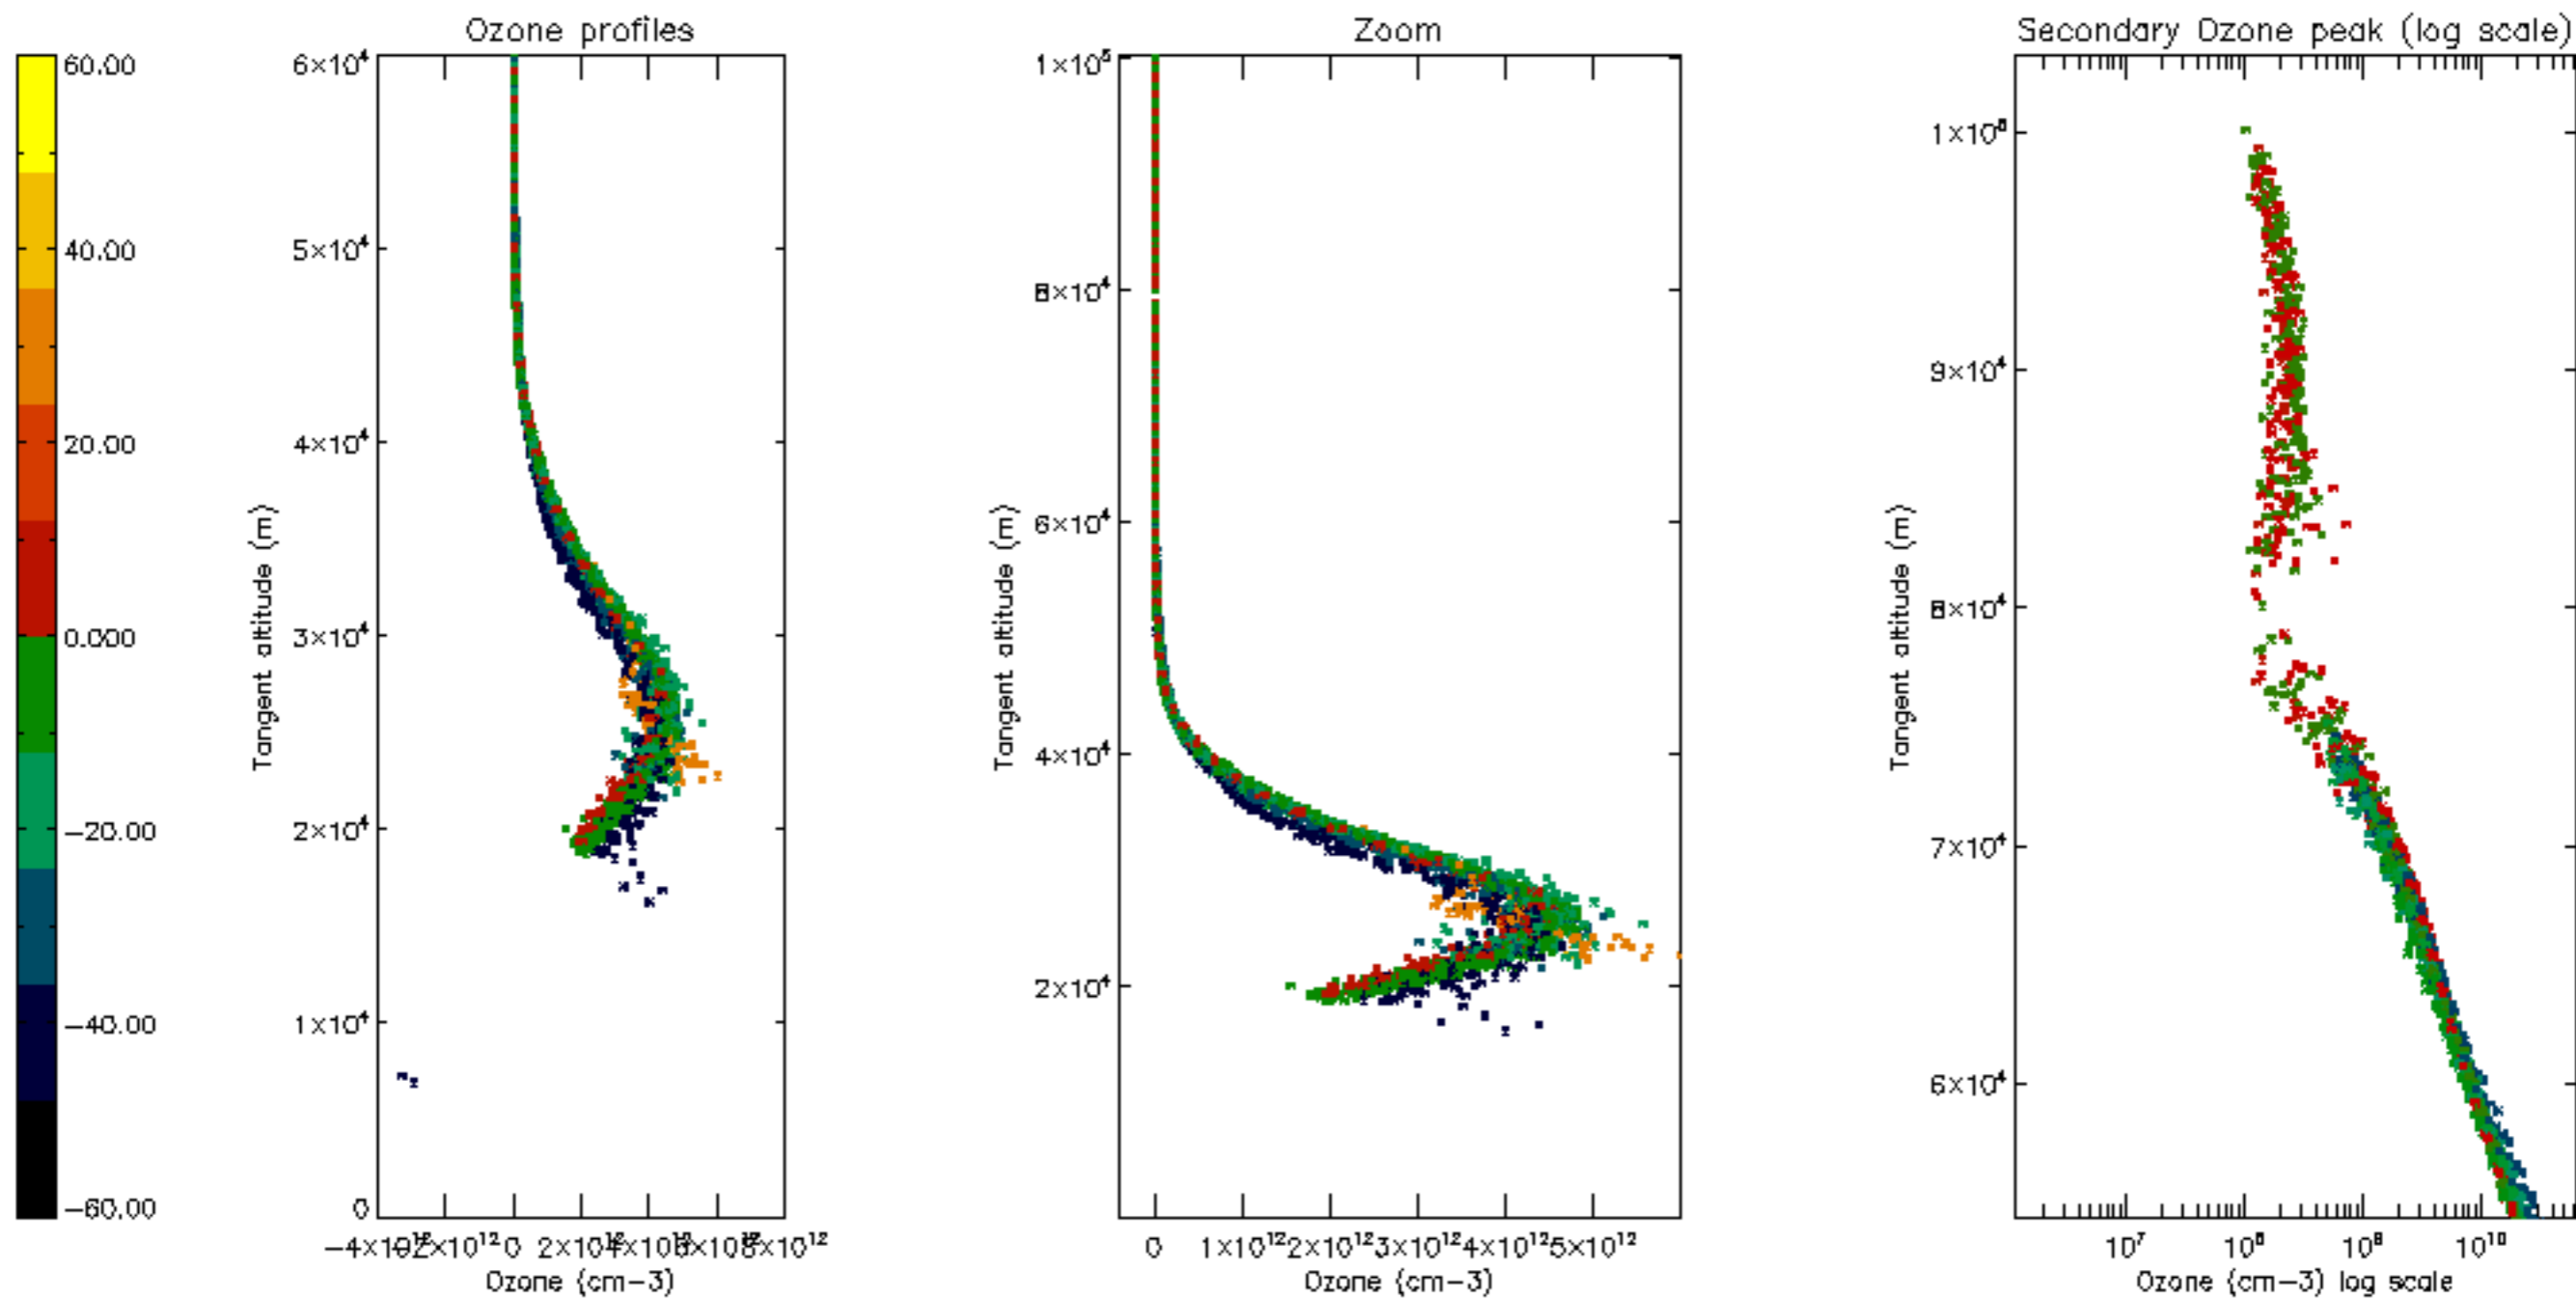 Ozone profiles
Zoom
Secondary Ozone peak (log scale)
60.00
40.00
20.00
0.000
−20.00
−40.00
−60.00
6×10⁴
5×10⁴
4×10⁴
3×10⁴
2×10⁴
1×10⁴
0
Tangent altitude (m)
0
Ozone (cm−3)
1×10⁵
8×10⁴
6×10⁴
4×10⁴
2×10⁴
Tangent altitude (m)
0 1×10¹² 2×10¹² 3×10¹² 4×10¹² 5×10¹²
Ozone (cm−3)
9×10⁴
8×10⁴
7×10⁴
6×10⁴
Tangent altitude (m)
10⁷ 10⁸ 10⁹ 10¹⁰
Ozone (cm−3) log scale